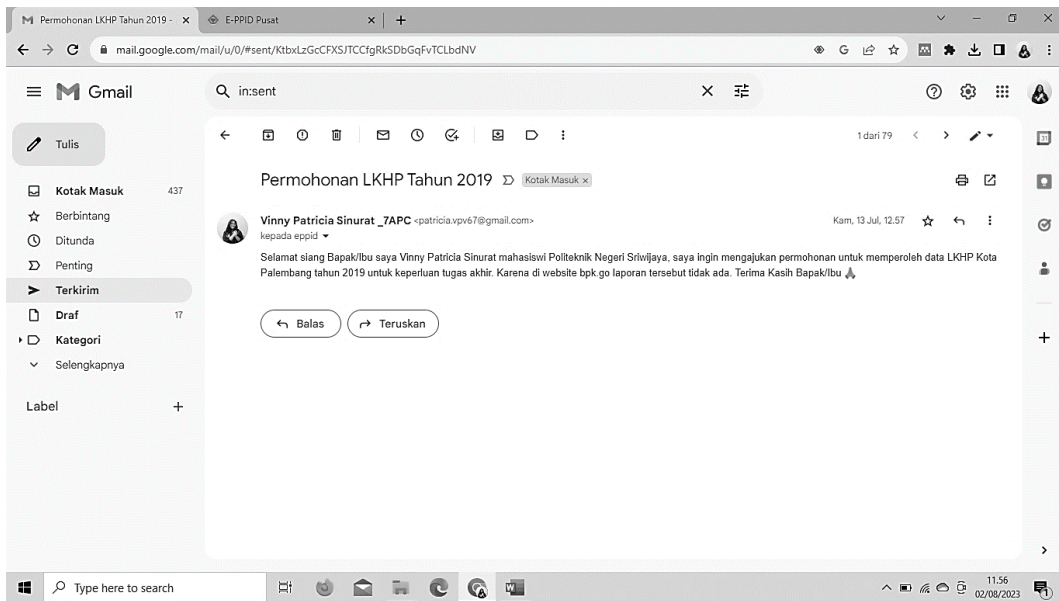 Permohonan LKHP Tahun 2019 -
E-PPID Pusat
mail.google.com/mail/u/0/#sent/KtbxLzGcCFXSJTCCfgRkSDbGqFvTCLbdNV
Gmail
in:sent
Tulis
1 dari 79
Permohonan LKHP Tahun 2019 Kotak Masuk ×
Kotak Masuk 437
Berbintang
Ditunda
Penting
Terkirim
Draf 17
Kategori
Selengkapnya
Label
Vinny Patricia Sinurat _7APC <patricia.vpv67@gmail.com> Kam, 13 Jul, 12.57
kepada eppid
Selamat siang Bapak/Ibu saya Vinny Patricia Sinurat mahasiswi Politeknik Negeri Sriwijaya, saya ingin mengajukan permohonan untuk memperoleh data LKHP Kota
Palembang tahun 2019 untuk keperluan tugas akhir. Karena di website bpk.go laporan tersebut tidak ada. Terima Kasih Bapak/Ibu 🙏
Balas Teruskan
Type here to search
11.56
02/08/2023